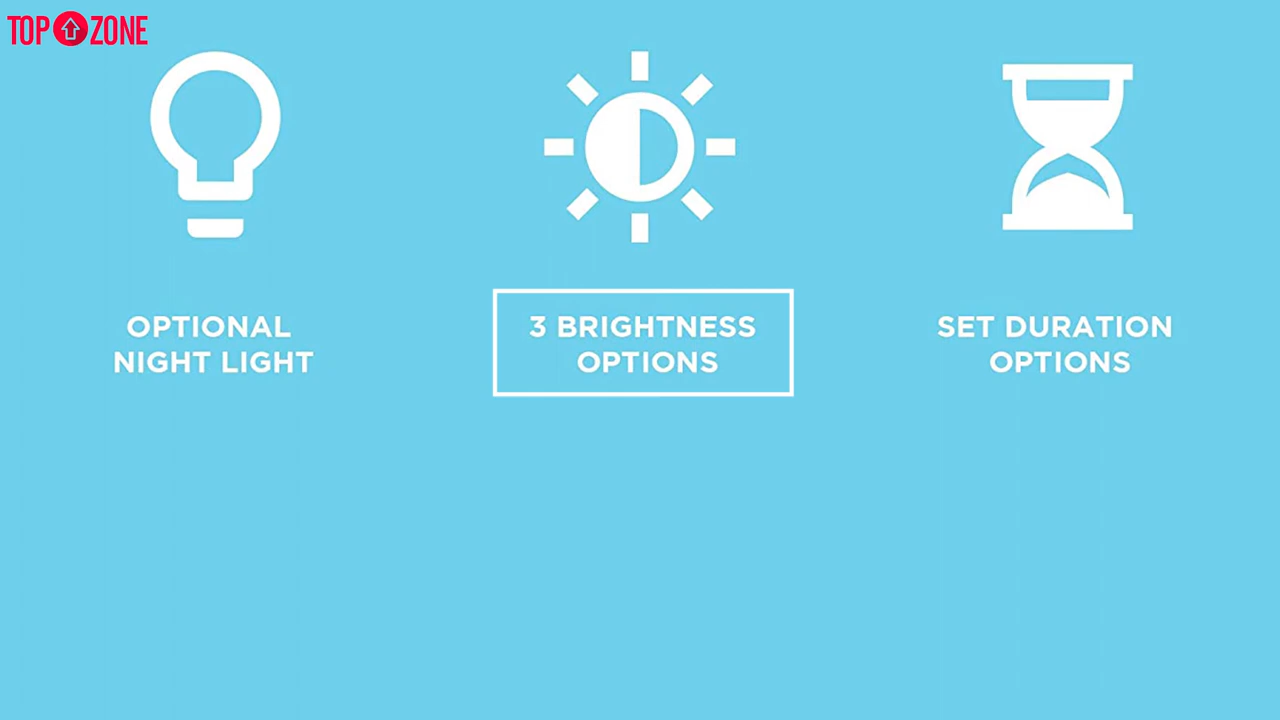 TOP ZONE
OPTIONAL
NIGHT LIGHT
3 BRIGHTNESS
OPTIONS
SET DURATION
OPTIONS